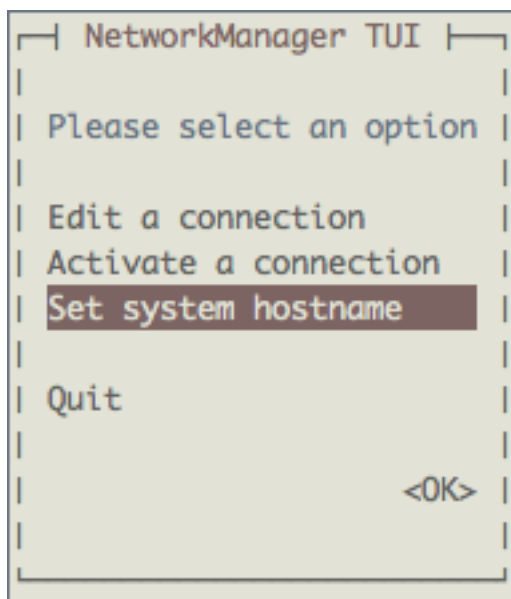 NetworkManager TUI
Please select an option
Edit a connection
Activate a connection
Set system hostname
Quit
<OK>